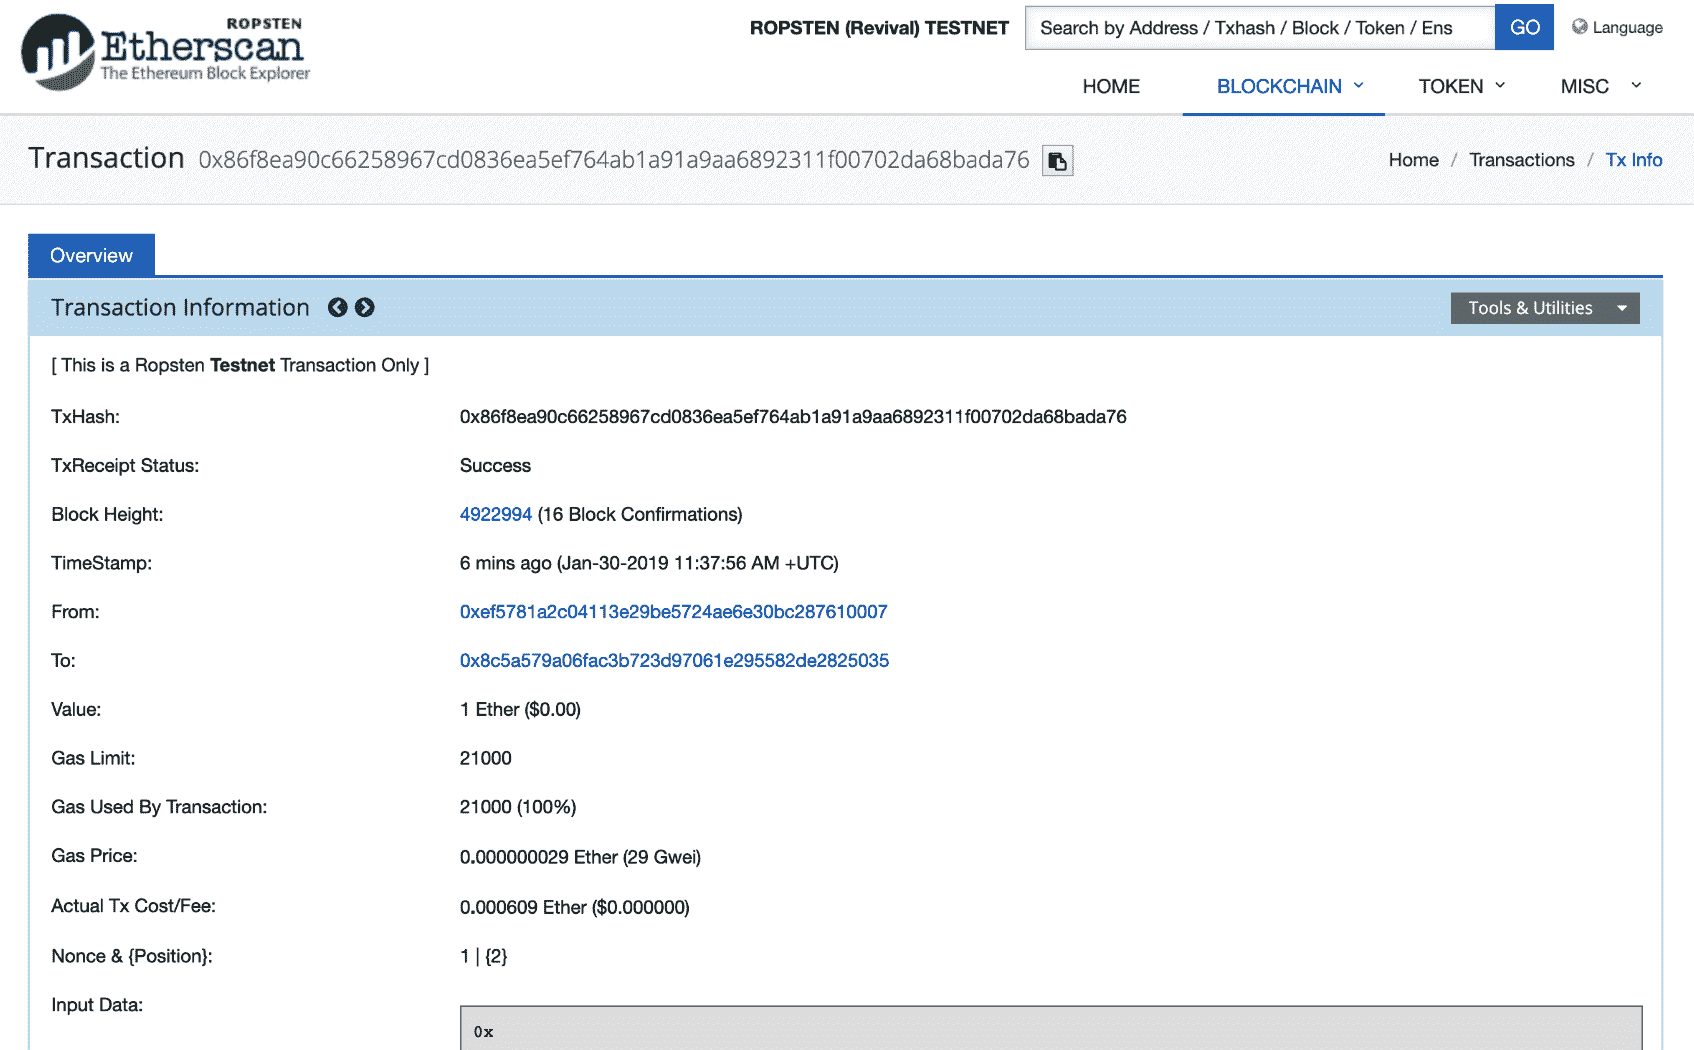 ROPSTEN
Etherscan
The Ethereum Block Explorer
ROPSTEN (Revival) TESTNET
Search by Address / Txhash / Block / Token / Ens
GO
Language
HOME
BLOCKCHAIN
TOKEN
MISC
Transaction 0x86f8ea90c66258967cd0836ea5ef764ab1a91a9aa6892311f00702da68bada76
Home / Transactions / Tx Info
Overview
Transaction Information
Tools & Utilities
[ This is a Ropsten Testnet Transaction Only ]
TxHash: 0x86f8ea90c66258967cd0836ea5ef764ab1a91a9aa6892311f00702da68bada76
TxReceipt Status: Success
Block Height: 4922994 (16 Block Confirmations)
TimeStamp: 6 mins ago (Jan-30-2019 11:37:56 AM +UTC)
From: 0xef5781a2c04113e29be5724ae6e30bc287610007
To: 0x8c5a579a06fac3b723d97061e295582de2825035
Value: 1 Ether ($0.00)
Gas Limit: 21000
Gas Used By Transaction: 21000 (100%)
Gas Price: 0.000000029 Ether (29 Gwei)
Actual Tx Cost/Fee: 0.000609 Ether ($0.000000)
Nonce & {Position}: 1 | {2}
Input Data:
0x